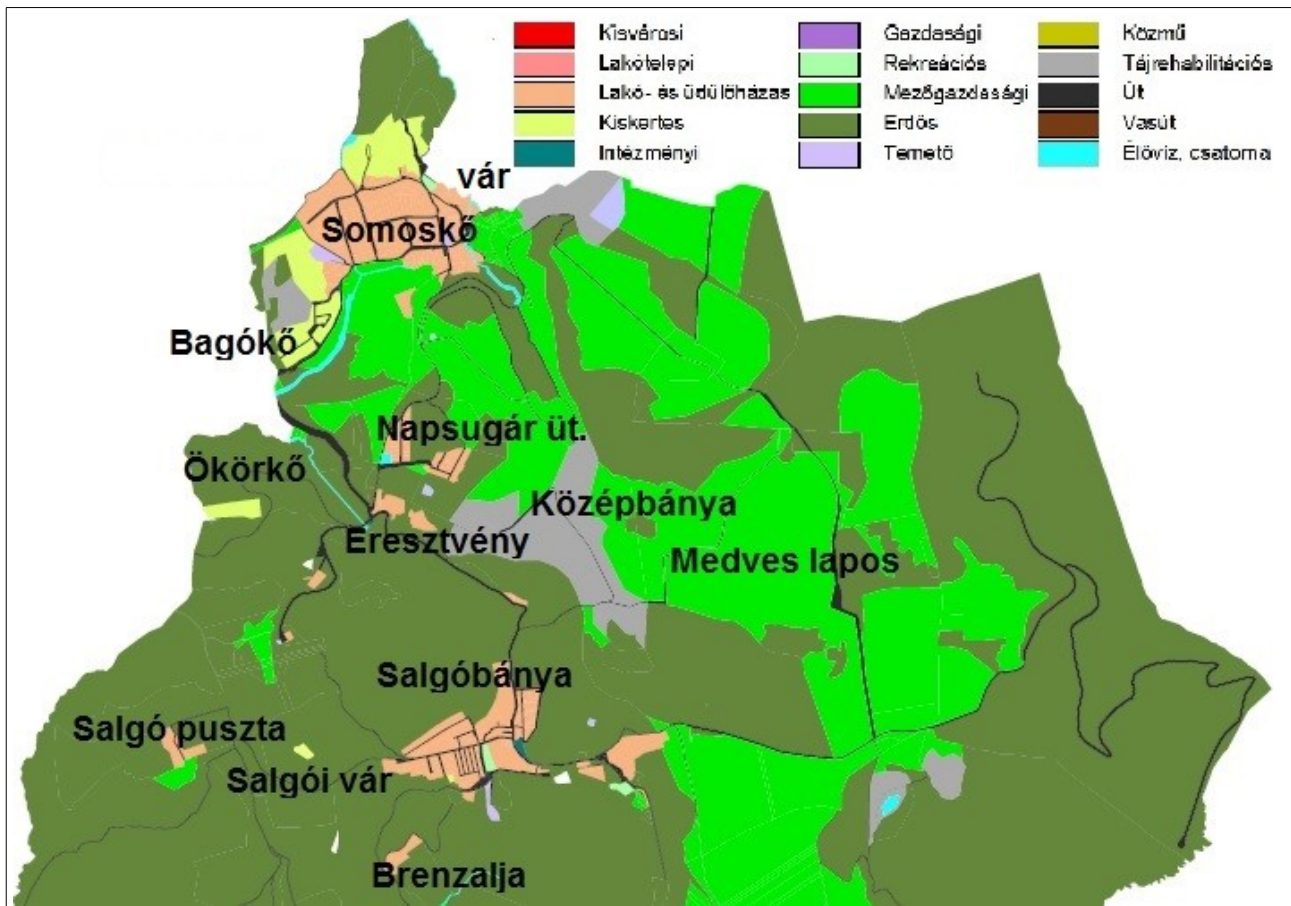 Kisvárosi
Lakótelepi
Lakó- és üdülőházas
Kiskertes
Intézményi
Gazdasági
Rekreációs
Mezőgazdasági
Erdős
Temető
Közmű
Tájrehabilitációs
Út
Vasút
Élővíz, csatorna
vár
Somoskő
Bagókő
Napsugár üt.
Ökörkő
Középbánya
Eresztvény
Medves lapos
Salgóbánya
Salgó puszta
Salgói vár
Brenzalja